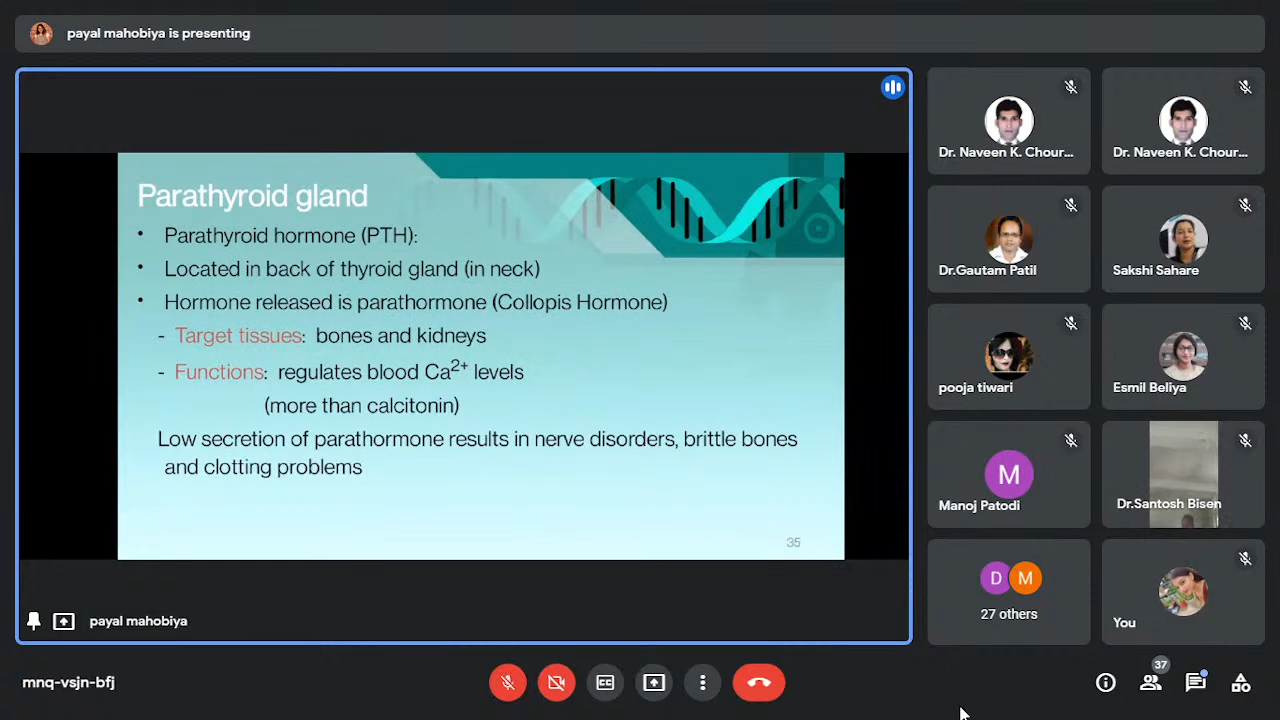 payal mahobiya is presenting
Parathyroid gland
• Parathyroid hormone (PTH):
• Located in back of thyroid gland (in neck)
• Hormone released is parathormone (Collopis Hormone)
- Target tissues: bones and kidneys
- Functions: regulates blood Ca2+ levels
(more than calcitonin)
Low secretion of parathormone results in nerve disorders, brittle bones
and clotting problems
35
payal mahobiya
Dr. Naveen K. Chour...
Dr. Naveen K. Chour...
Dr.Gautam Patil
Sakshi Sahare
pooja tiwari
Esmil Beliya
M
Manoj Patodi
Dr.Santosh Bisen
D M
27 others
You
mnq-vsjn-bfj
CC
37